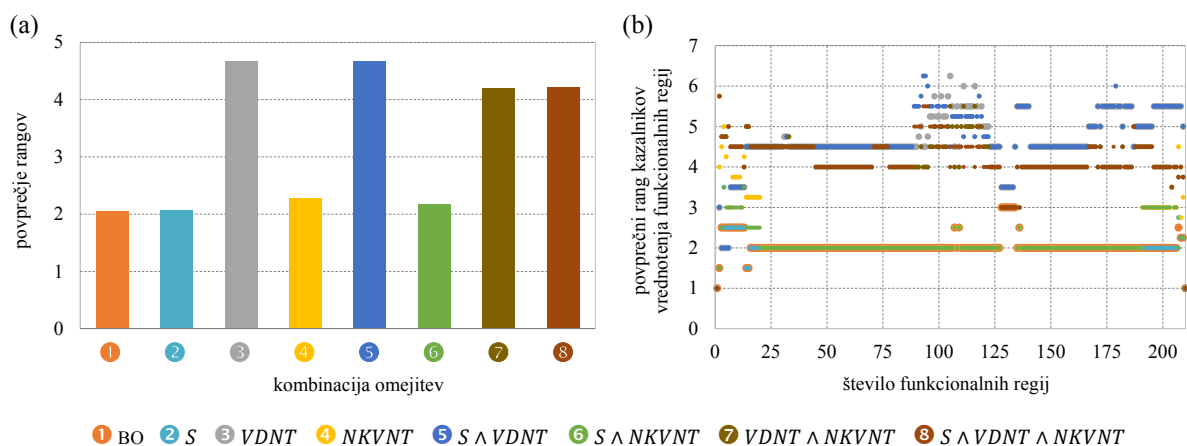 (a)
povprečje rangov
5
4
3
2
1
0
1 2 3 4 5 6 7 8
kombinacija omejitev
(b)
povprečni rang kazalnikov
vrednotenja funkcionalnih regij
7
6
5
4
3
2
1
0
0 25 50 75 100 125 150 175 200
število funkcionalnih regij
1 BO 2 S 3 VDNT 4 NKVNT 5 S ∧ VDNT 6 S ∧ NKVNT 7 VDNT ∧ NKVNT 8 S ∧ VDNT ∧ NKVNT